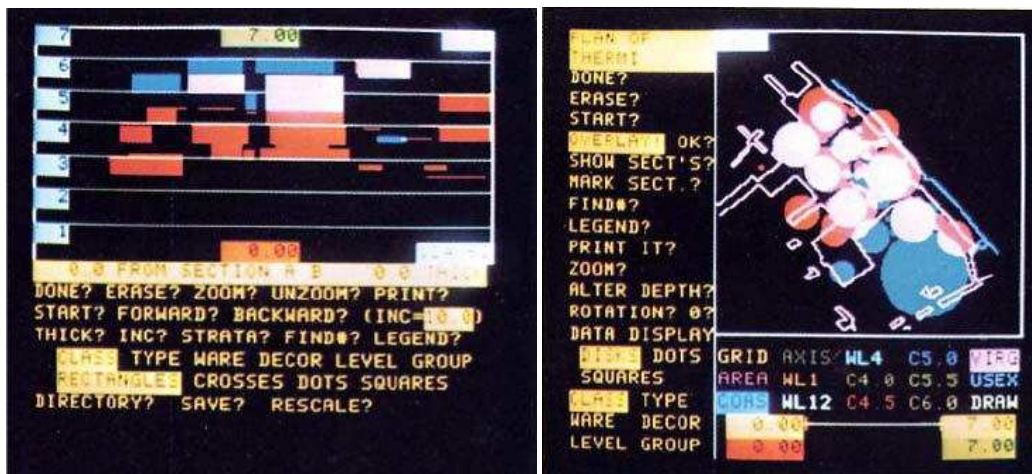 7 7.00
6
5
4
3
2
1 0.00
0.0 FROM SECTION A B 0 0 THICK
DONE? ERASE? ZOOM? UNZOOM? PRINT?
START? FORWARD? BACKWARD? (INC=10.0)
THICK? INC? STRATA? FIND#? LEGEND?
CLASS TYPE WARE DECOR LEVEL GROUP
RECTANGLES CROSSES DOTS SQUARES
DIRECTORY? SAVE? RESCALE?
PLAN OF
THERMI
DONE?
ERASE?
START?
OVERLAY! OK?
SHOW SECT'S?
MARK SECT.?
FIND#?
LEGEND?
PRINT IT?
ZOOM?
ALTER DEPTH?
ROTATION? 0?
DATA DISPLAY
DISKS DOTS
SQUARES
CLASS TYPE
WARE DECOR
LEVEL GROUP
GRID AXIS/ WL4 C5.0 VIRG
AREA WL1 C4.0 C5.5 USEX
COAS WL12 C4.5 C6.0 DRAW
0.00 7.00
0.00 7.00